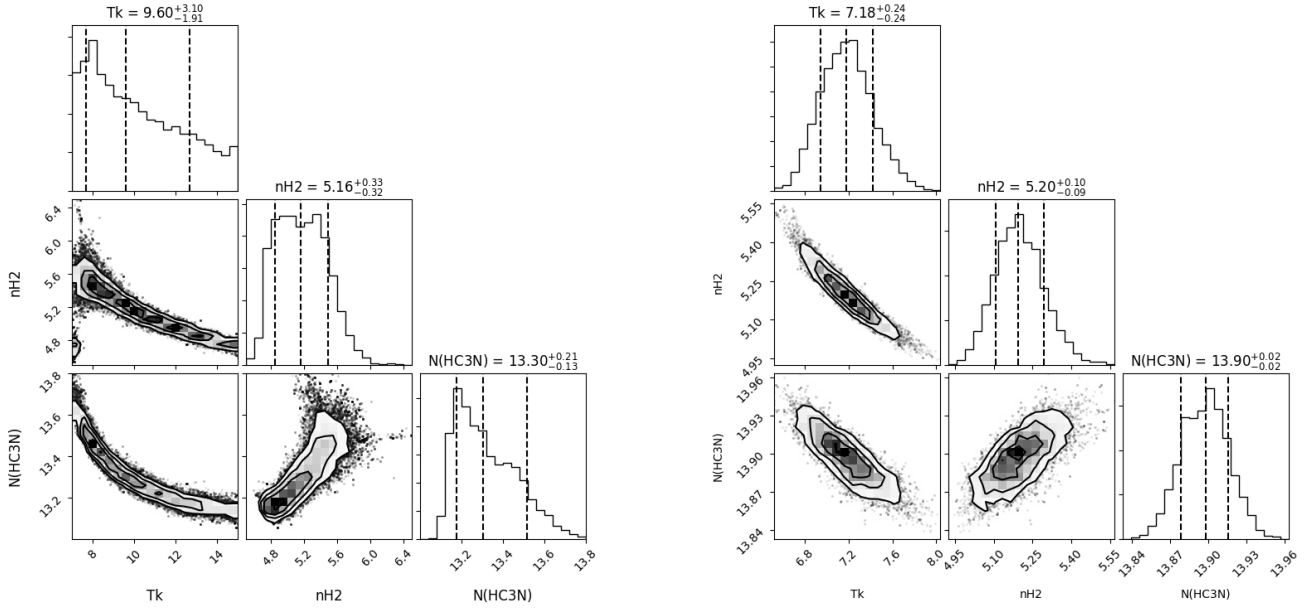 Tk = 9.60+3.10−1.91
nH2
6.4
6.0
5.6
5.2
4.8
nH2 = 5.16+0.33−0.32
N(HC3N)
13.8
13.6
13.4
13.2
N(HC3N) = 13.30+0.21−0.13
8 10 12 14
Tk
4.8 5.2 5.6 6.0 6.4
nH2
13.2 13.4 13.6 13.8
N(HC3N)
Tk = 7.18+0.24−0.24
nH2
5.55
5.40
5.25
5.10
4.95
nH2 = 5.20+0.10−0.09
N(HC3N)
13.96
13.93
13.90
13.87
13.84
N(HC3N) = 13.90+0.02−0.02
6.8 7.2 7.6 8.0
Tk
4.95 5.10 5.25 5.40 5.55
nH2
13.84 13.87 13.90 13.93 13.96
N(HC3N)